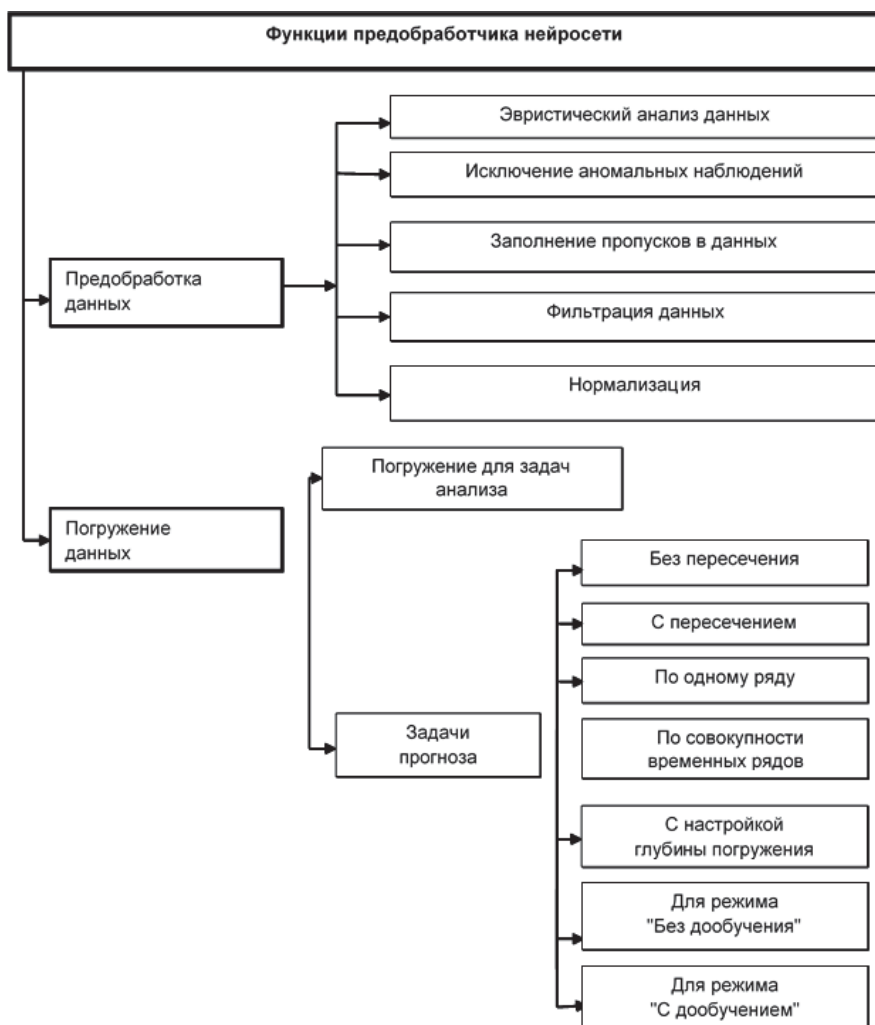 Функции предобработчика нейросети
Эвристический анализ данных
Исключение аномальных наблюдений
Заполнение пропусков в данных
Предобработка
данных
Фильтрация данных
Нормализация
Погружение для задач
анализа
Погружение
данных
Без пересечения
С пересечением
По одному ряду
Задачи
прогноза
По совокупности
временных рядов
С настройкой
глубины погружения
Для режима
"Без дообучения"
Для режима
"С дообучением"